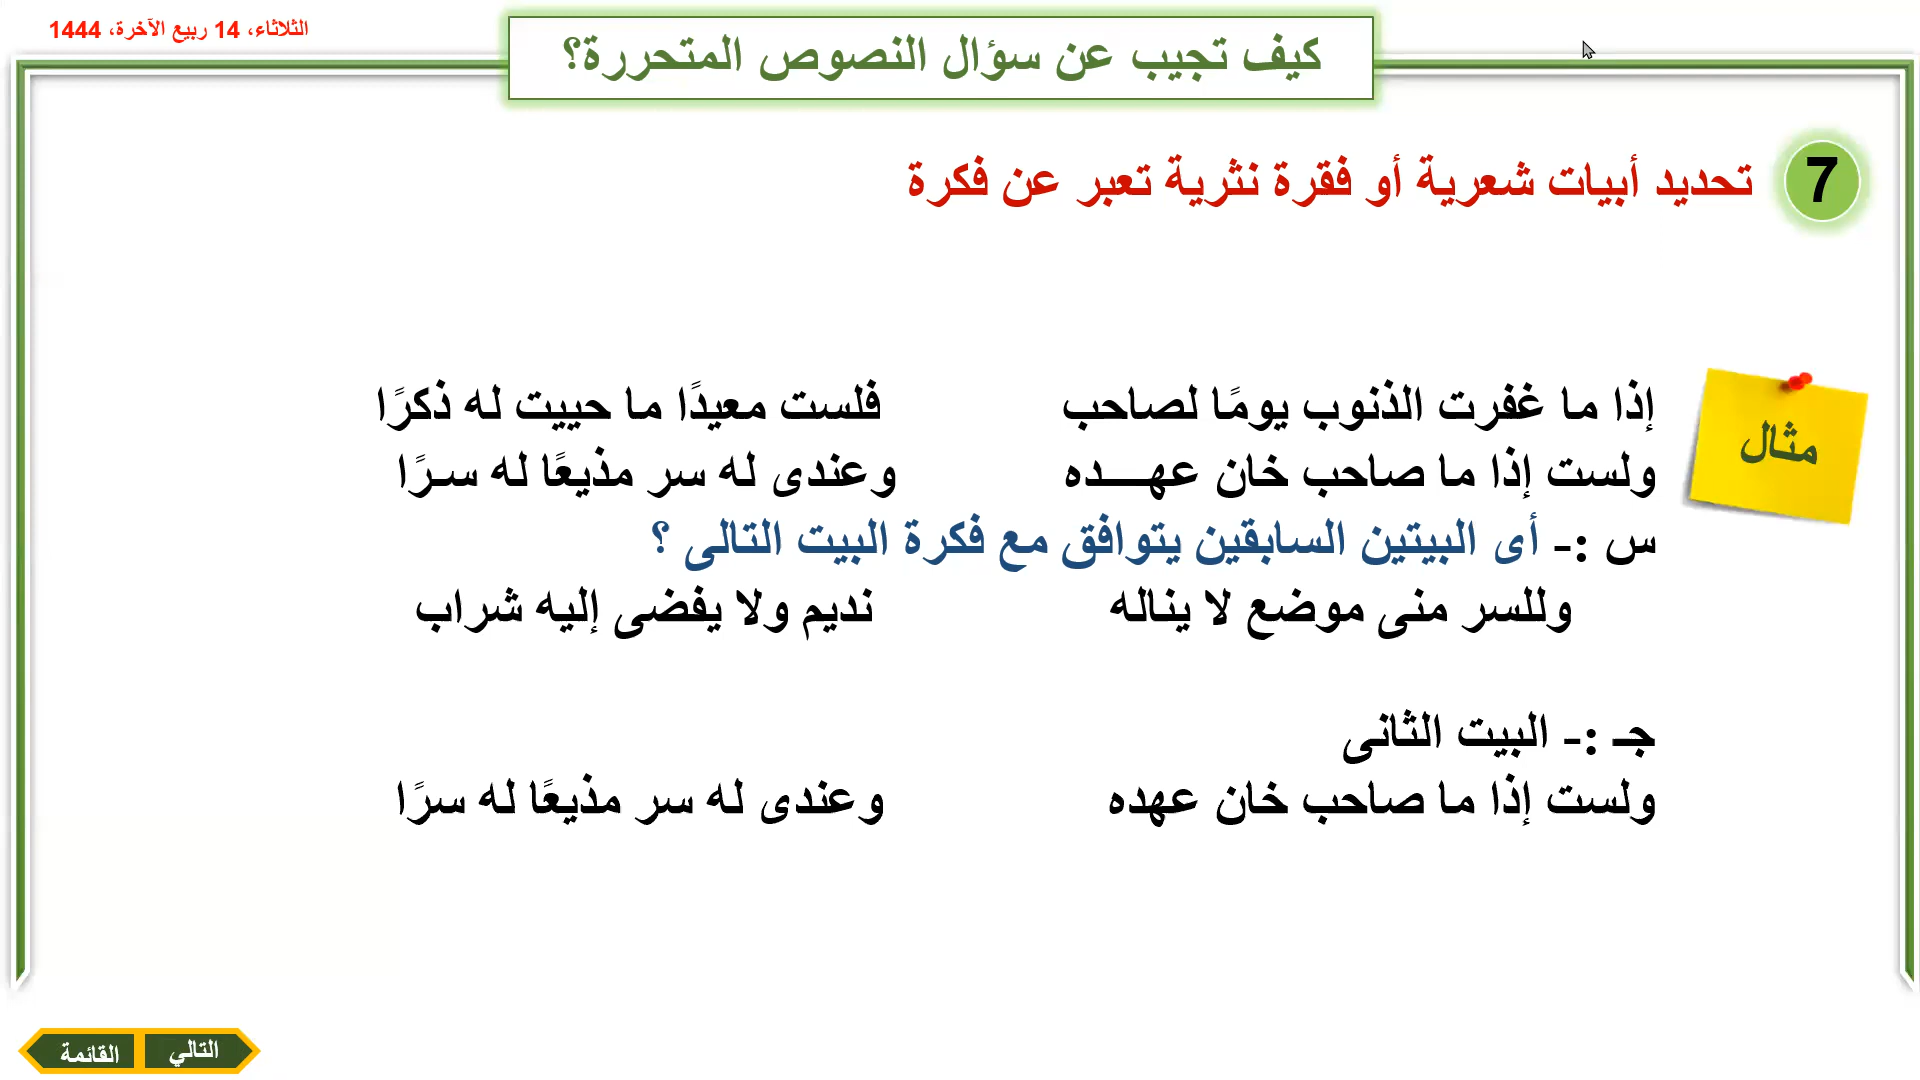 الثلاثاء، 14 ربيع الآخرة، 1444
كيف تجيب عن سؤال النصوص المتحررة؟
7 تحديد أبيات شعرية أو فقرة نثرية تعبر عن فكرة
مثال
إذا ما غفرت الذنوب يومًا لصاحب فلست معيدًا ما حييت له ذكرًا
ولست إذا ما صاحب خان عهـــده وعندى له سر مذيعًا له سـرًا
س :- أى البيتين السابقين يتوافق مع فكرة البيت التالى ؟
وللسر منى موضع لا يناله نديم ولا يفضى إليه شراب
جـ :- البيت الثانى
ولست إذا ما صاحب خان عهده وعندى له سر مذيعًا له سرًا
التالي القائمة